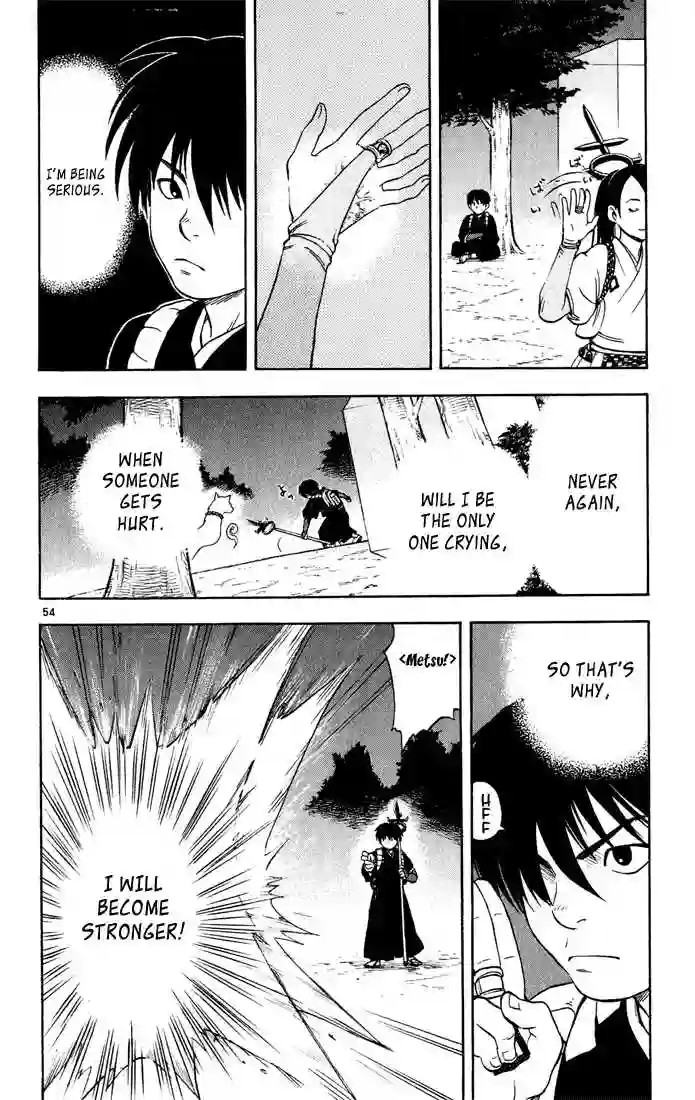 I'M BEING
SERIOUS.
NEVER
AGAIN,
WILL I BE
THE ONLY
ONE CRYING,
WHEN
SOMEONE
GETS
HURT.
54
SO THAT'S
WHY,
HFF
<Metsu!>
I WILL
BECOME
STRONGER!